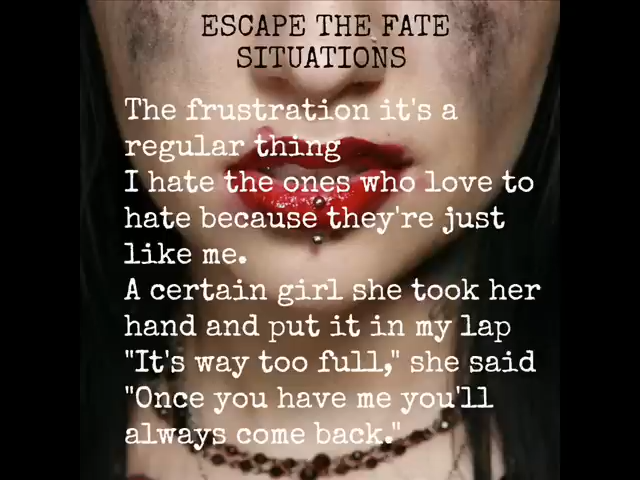 ESCAPE THE FATE
SITUATIONS
The frustration it's a
regular thing
I hate the ones who love to
hate because they're just
like me.
A certain girl she took her
hand and put it in my lap
"It's way too full," she said
"Once you have me you'll
always come back."